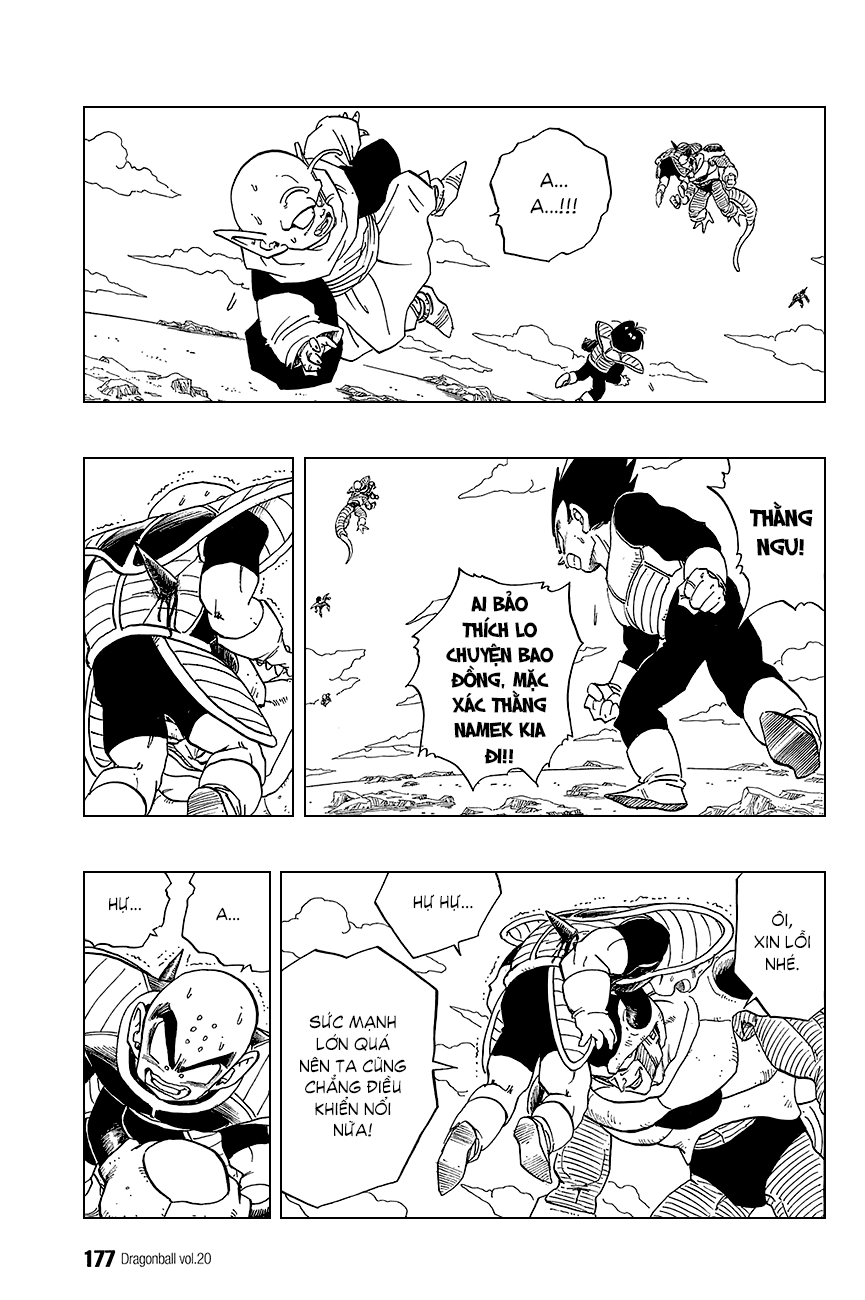 A...
A...!!!
THẰNG
NGU!
AI BẢO
THÍCH LO
CHUYỆN BAO
ĐỒNG, MẶC
XÁC THẰNG
NAMEK KIA
ĐI!!
HỰ...
A...
HỰ HỰ...
ÔI,
XIN LỖI
NHÉ.
SỨC MẠNH
LỚN QUÁ
NÊN TA CŨNG
CHẲNG ĐIỀU
KHIỂN NỔI
NỮA!
177 Dragonball vol.20